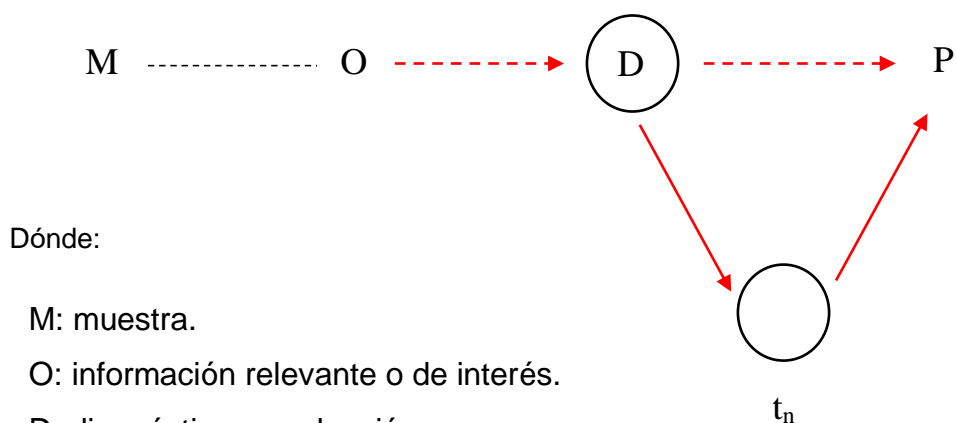 M O D P
Dónde:
M: muestra.
O: información relevante o de interés.
tn